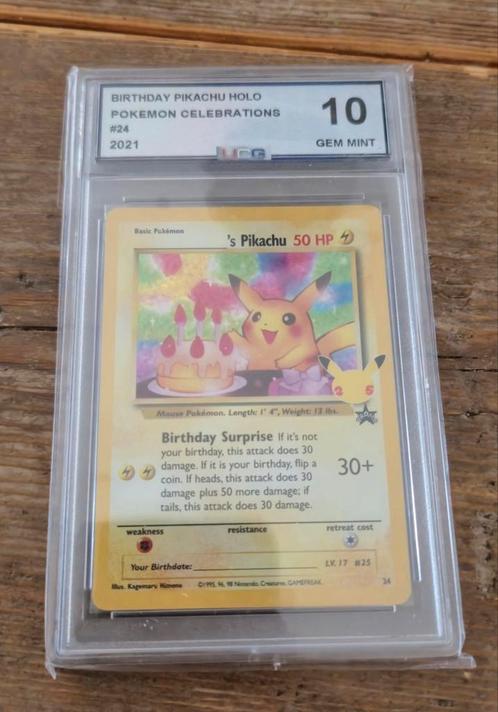 BIRTHDAY PIKACHU HOLO
POKEMON CELEBRATIONS
#24
2021
10
GEM MINT
UCG
Basic Pokémon
's Pikachu 50 HP
25
PROMO
Mouse Pokémon. Length: 1' 4", Weight: 13 lbs.
Birthday Surprise If it's not
your birthday, this attack does 30
damage. If it is your birthday, flip a
coin. If heads, this attack does 30
damage plus 50 more damage; if
tails, this attack does 30 damage.
30+
weakness resistance retreat cost
Your Birthdate: LV. 17 #25
Illus. Kagemaru Himeno ©1995, 96, 98 Nintendo, Creatures, GAMEFREAK. 24